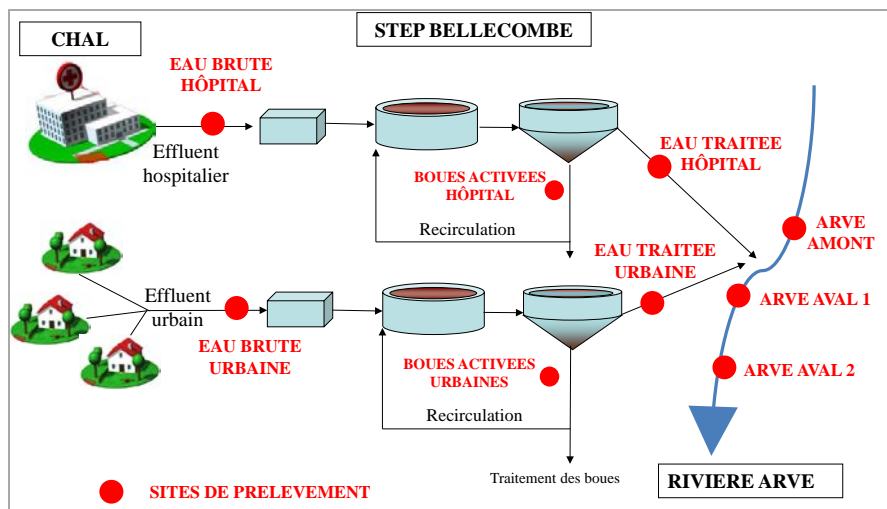 CHAL
STEP BELLECOMBE
EAU BRUTE
HÔPITAL
Effluent
hospitalier
BOUES ACTIVEES
HÔPITAL
Recirculation
EAU TRAITEE
HÔPITAL
ARVE
AMONT
EAU TRAITEE
URBAINE
Effluent
urbain
EAU BRUTE
URBAINE
BOUES ACTIVEES
URBAINES
Recirculation
ARVE AVAL 1
ARVE AVAL 2
Traitement des boues
RIVIERE ARVE
SITES DE PRELEVEMENT